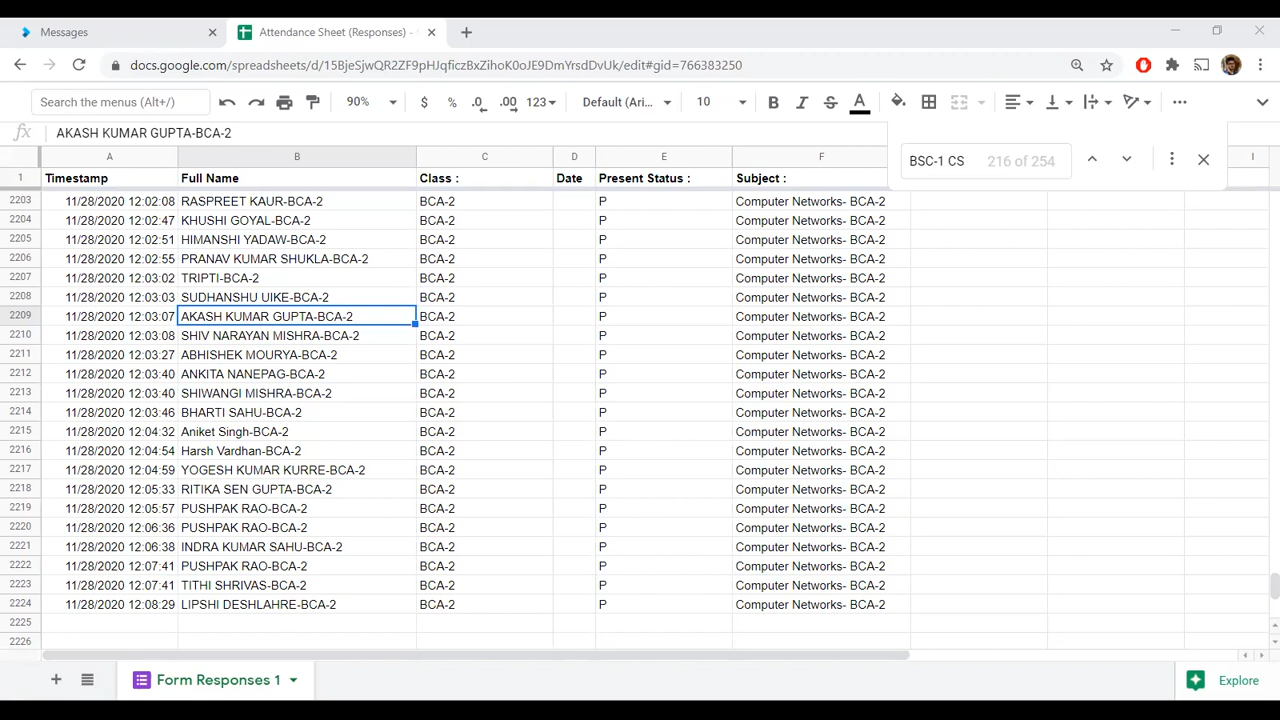 Messages
Attendance Sheet (Responses) -
docs.google.com/spreadsheets/d/15BjeSjwQR2ZF9pHJqficzBxZihoK0oJE9DmYrsdDvUk/edit#gid=766383250
Search the menus (Alt+/) 90% $ % .0 .00 123 Default (Ari... 10 B I S A
fx AKASH KUMAR GUPTA-BCA-2
BSC-1 CS 216 of 254
A B C D E F I
1 Timestamp Full Name Class : Date Present Status : Subject :
2203 11/28/2020 12:02:08 RASPREET KAUR-BCA-2 BCA-2 P Computer Networks- BCA-2
2204 11/28/2020 12:02:47 KHUSHI GOYAL-BCA-2 BCA-2 P Computer Networks- BCA-2
2205 11/28/2020 12:02:51 HIMANSHI YADAW-BCA-2 BCA-2 P Computer Networks- BCA-2
2206 11/28/2020 12:02:55 PRANAV KUMAR SHUKLA-BCA-2 BCA-2 P Computer Networks- BCA-2
2207 11/28/2020 12:03:02 TRIPTI-BCA-2 BCA-2 P Computer Networks- BCA-2
2208 11/28/2020 12:03:03 SUDHANSHU UIKE-BCA-2 BCA-2 P Computer Networks- BCA-2
2209 11/28/2020 12:03:07 AKASH KUMAR GUPTA-BCA-2 BCA-2 P Computer Networks- BCA-2
2210 11/28/2020 12:03:08 SHIV NARAYAN MISHRA-BCA-2 BCA-2 P Computer Networks- BCA-2
2211 11/28/2020 12:03:27 ABHISHEK MOURYA-BCA-2 BCA-2 P Computer Networks- BCA-2
2212 11/28/2020 12:03:40 ANKITA NANEPAG-BCA-2 BCA-2 P Computer Networks- BCA-2
2213 11/28/2020 12:03:40 SHIWANGI MISHRA-BCA-2 BCA-2 P Computer Networks- BCA-2
2214 11/28/2020 12:03:46 BHARTI SAHU-BCA-2 BCA-2 P Computer Networks- BCA-2
2215 11/28/2020 12:04:32 Aniket Singh-BCA-2 BCA-2 P Computer Networks- BCA-2
2216 11/28/2020 12:04:54 Harsh Vardhan-BCA-2 BCA-2 P Computer Networks- BCA-2
2217 11/28/2020 12:04:59 YOGESH KUMAR KURRE-BCA-2 BCA-2 P Computer Networks- BCA-2
2218 11/28/2020 12:05:33 RITIKA SEN GUPTA-BCA-2 BCA-2 P Computer Networks- BCA-2
2219 11/28/2020 12:05:57 PUSHPAK RAO-BCA-2 BCA-2 P Computer Networks- BCA-2
2220 11/28/2020 12:06:36 PUSHPAK RAO-BCA-2 BCA-2 P Computer Networks- BCA-2
2221 11/28/2020 12:06:38 INDRA KUMAR SAHU-BCA-2 BCA-2 P Computer Networks- BCA-2
2222 11/28/2020 12:07:41 PUSHPAK RAO-BCA-2 BCA-2 P Computer Networks- BCA-2
2223 11/28/2020 12:07:41 TITHI SHRIVAS-BCA-2 BCA-2 P Computer Networks- BCA-2
2224 11/28/2020 12:08:29 LIPSHI DESHLAHRE-BCA-2 BCA-2 P Computer Networks- BCA-2
2225
2226
Form Responses 1 Explore